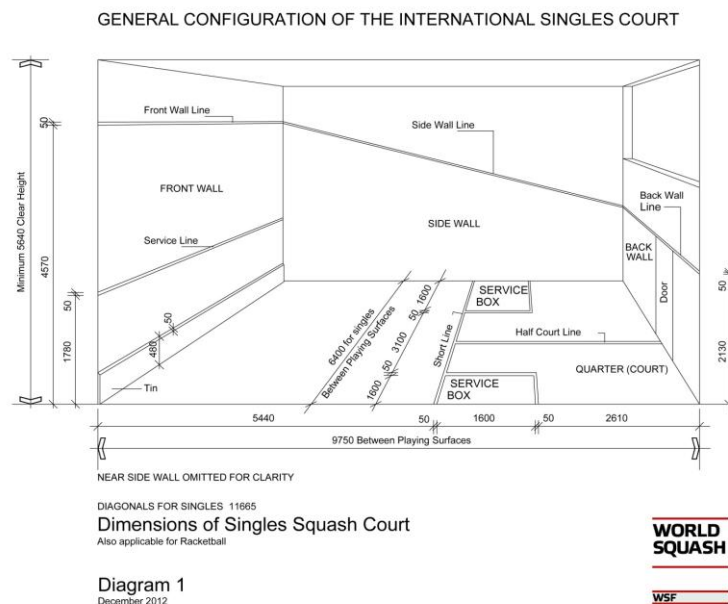 GENERAL CONFIGURATION OF THE INTERNATIONAL SINGLES COURT
Front Wall Line
50
Side Wall Line
Minimum 5640 Clear Height
4570
FRONT WALL
Back Wall
Line
SIDE WALL
Service Line
BACK
WALL
Door
50
50
1780
50
480
Tin
6400 for singles
Between Playing Surfaces
1600
50
3100
50
1600
Short Line
SERVICE
BOX
Half Court Line
QUARTER (COURT)
SERVICE
BOX
2130
5440
50
1600
50
2610
9750 Between Playing Surfaces
NEAR SIDE WALL OMITTED FOR CLARITY
DIAGONALS FOR SINGLES 11665
Dimensions of Singles Squash Court
Also applicable for Racketball
WORLD
SQUASH
Diagram 1
December 2012
WSF